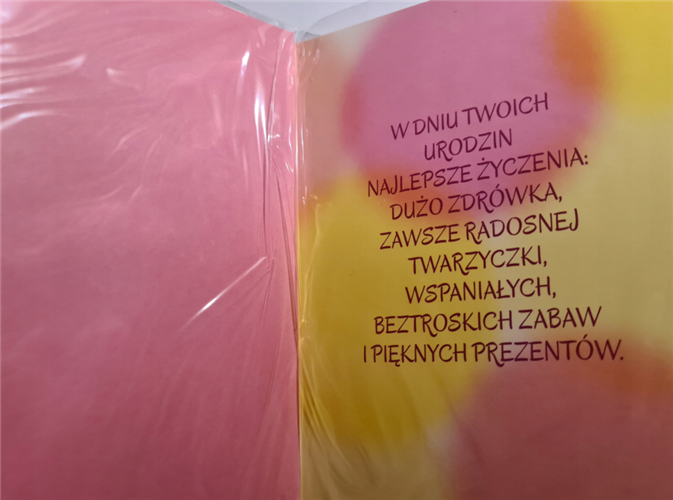 W DNIU TWOICH
URODZIN
NAJLEPSZE ŻYCZENIA:
DUŻO ZDRÓWKA,
ZAWSZE RADOSNEJ
TWARZYCZKI,
WSPANIAŁYCH,
BEZTROSKICH ZABAW
I PIĘKNYCH PREZENTÓW.